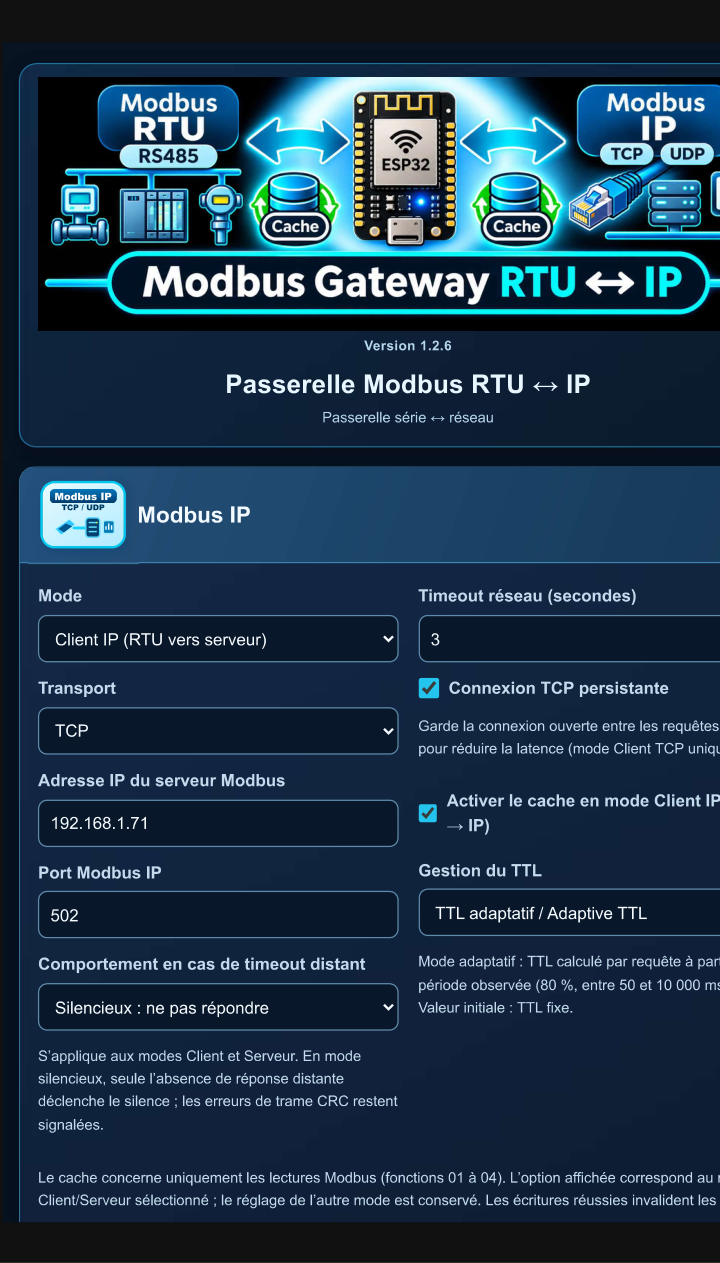 Modbus
RTU
RS485
ESP32
Modbus
IP
TCP UDP
Cache
Cache
Modbus Gateway RTU ↔ IP
Version 1.2.6
Passerelle Modbus RTU ↔ IP
Passerelle série ↔ réseau
Modbus IP
TCP / UDP
Modbus IP
Mode
Client IP (RTU vers serveur)
Transport
TCP
Adresse IP du serveur Modbus
192.168.1.71
Port Modbus IP
502
Comportement en cas de timeout distant
Silencieux : ne pas répondre
S’applique aux modes Client et Serveur. En mode
silencieux, seule l’absence de réponse distante
déclenche le silence ; les erreurs de trame CRC restent
signalées.
Timeout réseau (secondes)
3
Connexion TCP persistante
Garde la connexion ouverte entre les requêtes
pour réduire la latence (mode Client TCP
Activer le cache en mode Client IP
→ IP)
Gestion du TTL
TTL adaptatif / Adaptive TTL
Mode adaptatif : TTL calculé par requête à
période observée (80 %, entre 50 et 10 000 ms
Valeur initiale : TTL fixe.
Le cache concerne uniquement les lectures Modbus (fonctions 01 à 04). L’option affichée correspond au
Client/Serveur sélectionné ; le réglage de l’autre mode est conservé. Les écritures réussies invalident les